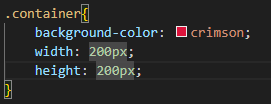 .container{
    background-color: crimson;
    width: 200px;
    height: 200px;
}